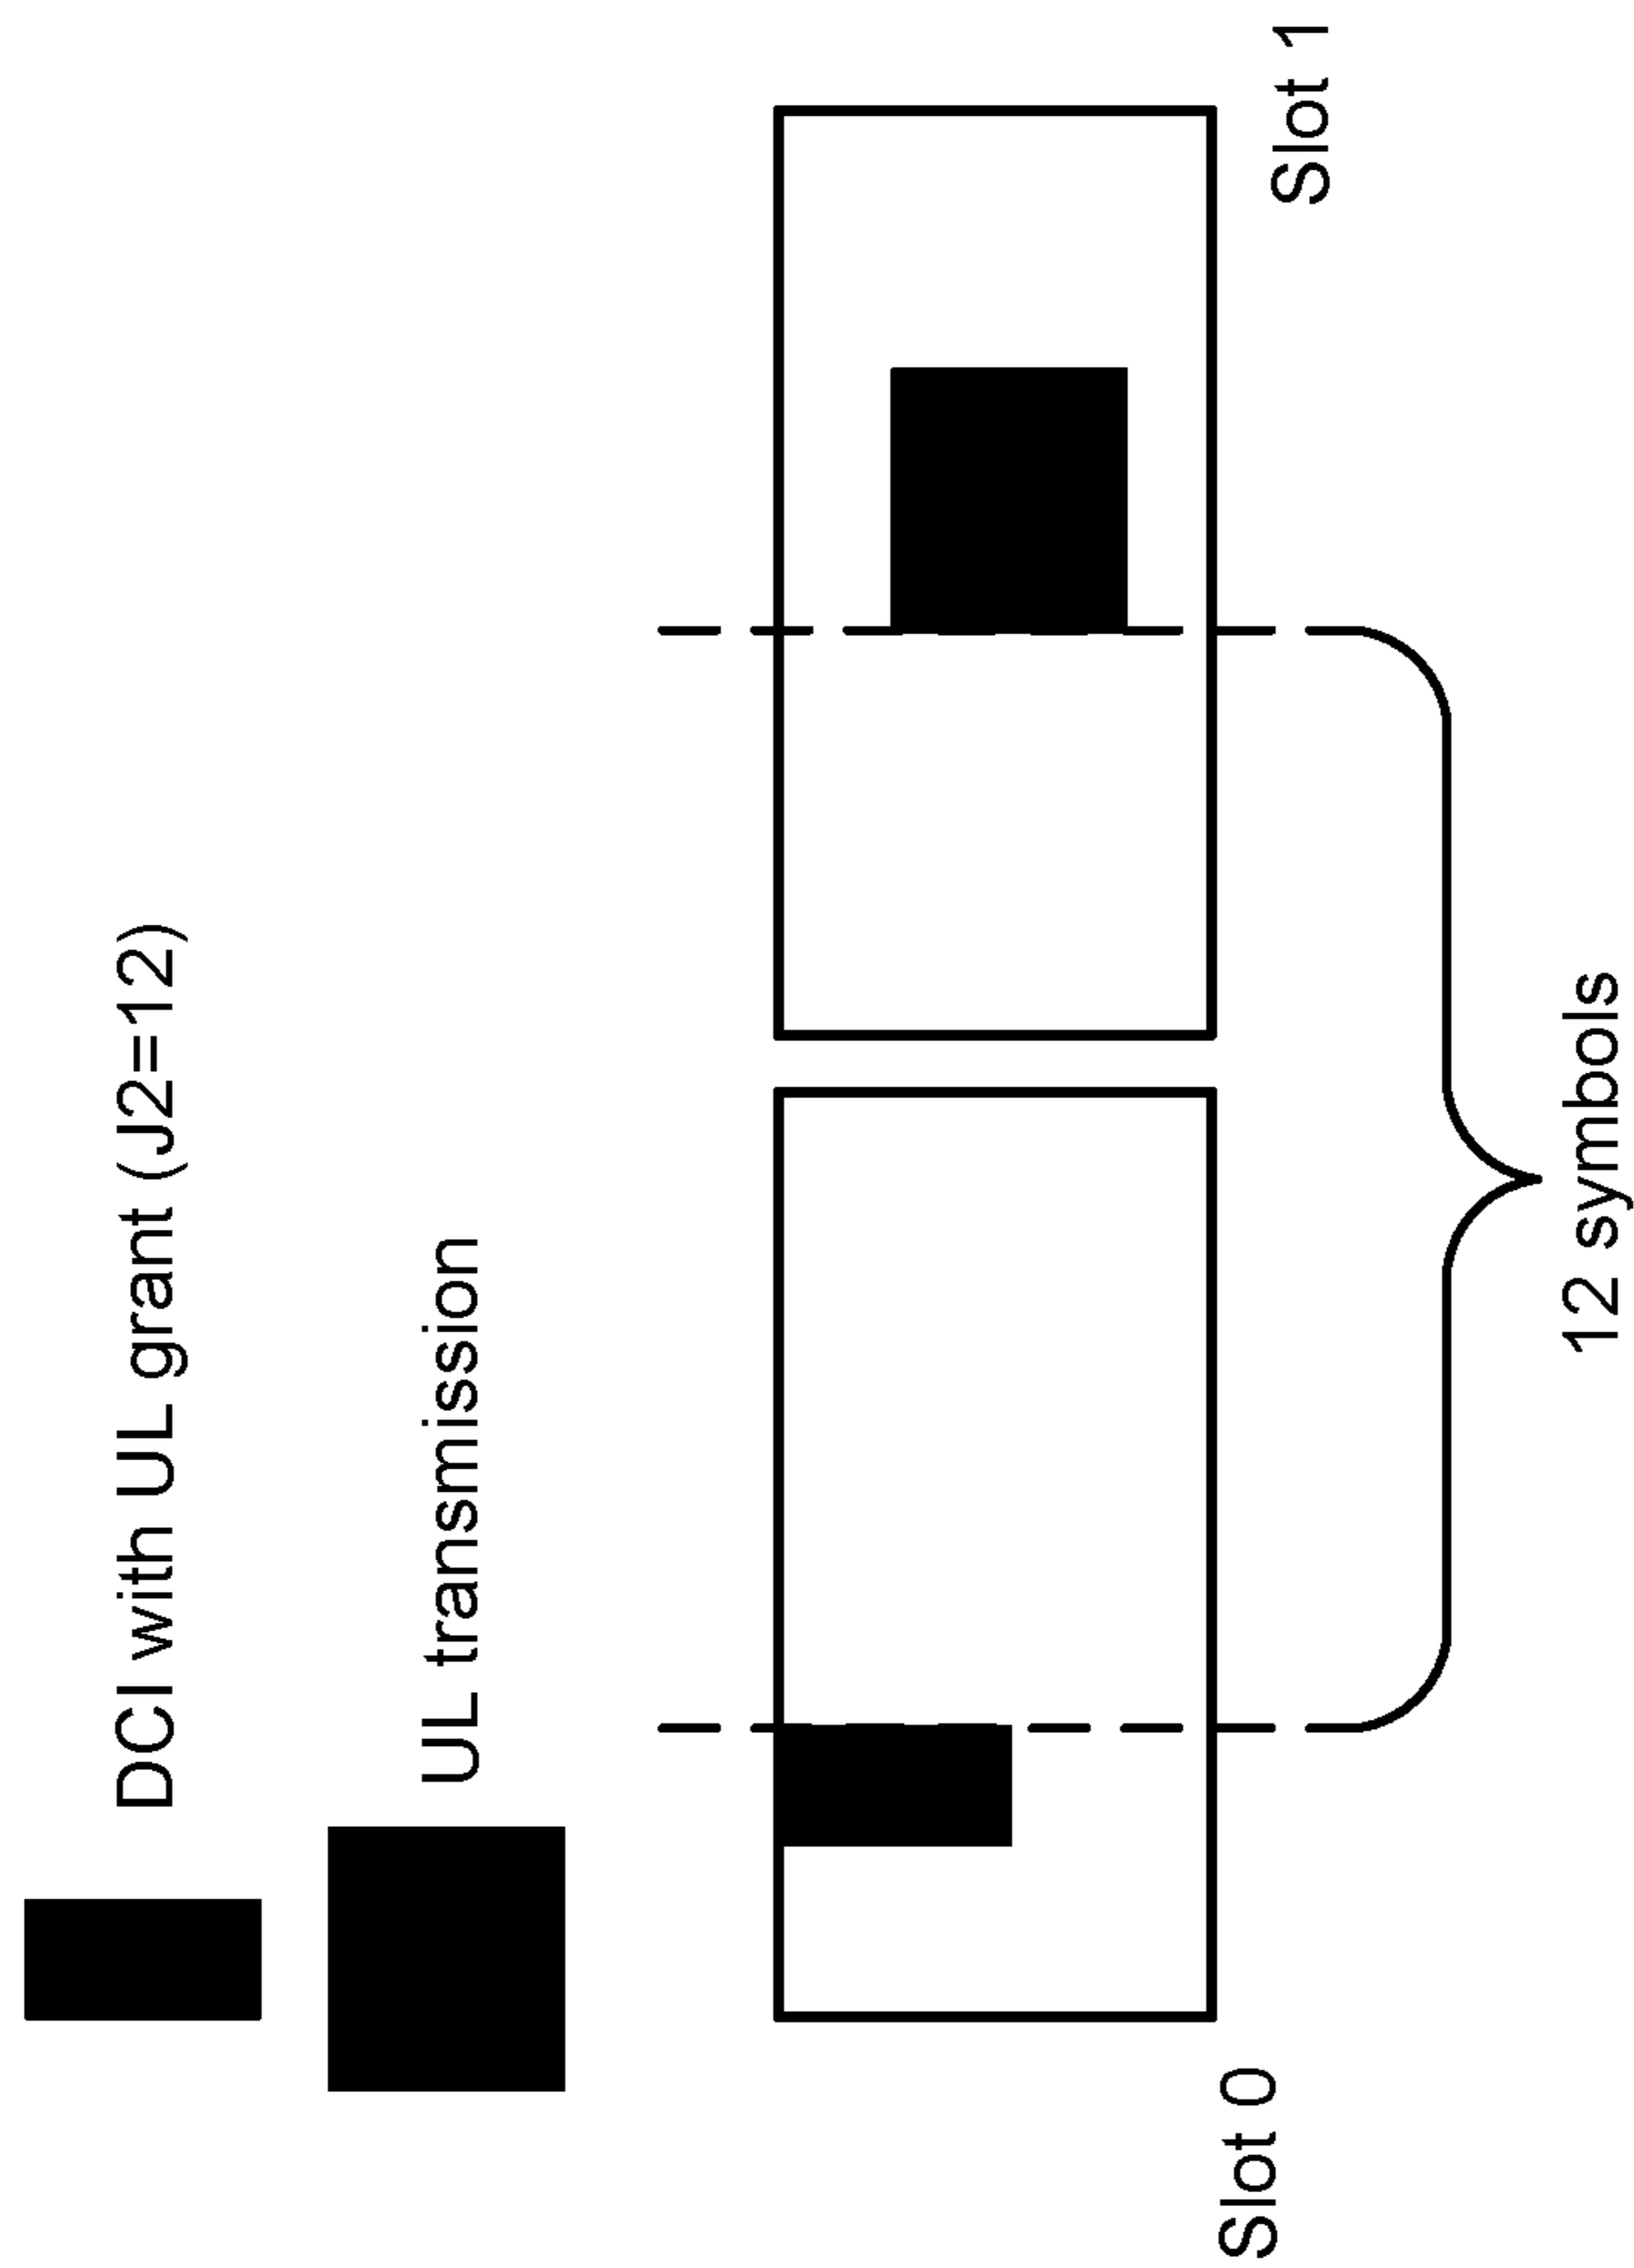 DCI with UL grant (J2=12)
UL transmission
Slot 0
Slot 1
12 symbols